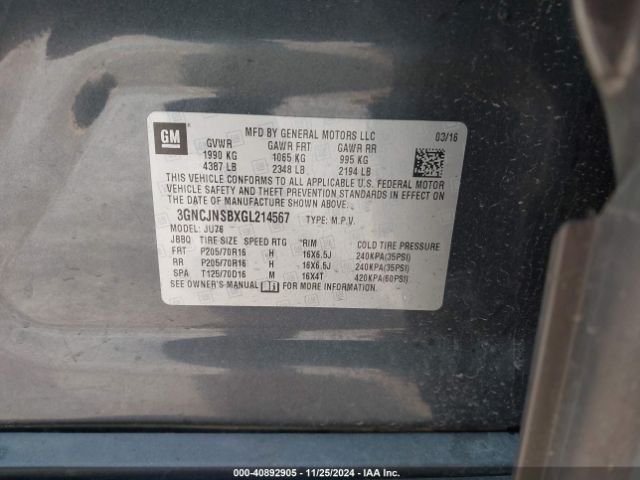 GM
MFD BY GENERAL MOTORS LLC 03/16
GVWR GAWR FRT GAWR RR
1990 KG 1065 KG 995 KG
4387 LB 2348 LB 2194 LB
THIS VEHICLE CONFORMS TO ALL APPLICABLE U.S. FEDERAL MOTOR
VEHICLE SAFETY AND THEFT PREVENTION STANDARDS IN EFFECT ON
THE DATE OF MANUFACTURE SHOWN ABOVE.
3GNCJNSBXGL214567 TYPE: M.P.V.
MODEL: JU76
JBBO TIRE SIZE SPEED RTG RIM COLD TIRE PRESSURE
FRT P205/70R16 H 16X6.5J 240KPA(35PSI)
RR P205/70R16 H 16X6.5J 240KPA(35PSI)
SPA T125/70D16 M 16X4T 420KPA(60PSI)
SEE OWNER'S MANUAL FOR MORE INFORMATION.
000-40892905 - 11/25/2024 - IAA Inc.